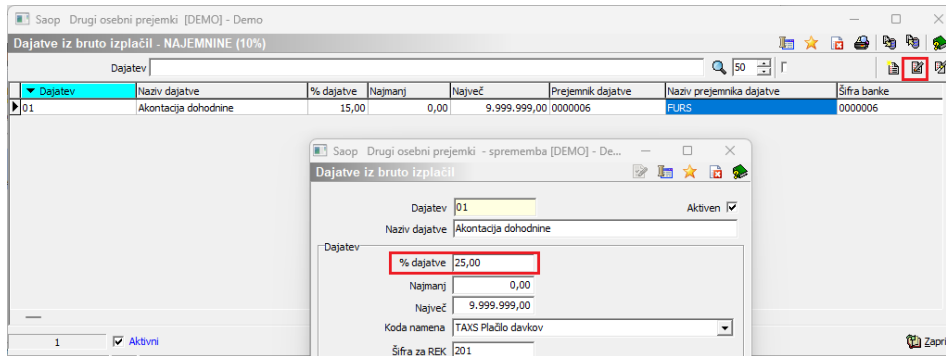 Saop Drugi osebni prejemki [DEMO] - Demo
Dajatve iz bruto izplačil - NAJEMNINE (10%)
Dajatev 50
Dajatev Naziv dajatve % dajatve Najmanj Največ Prejemnik dajatve Naziv prejemnika dajatve Šifra banke
01 Akontacija dohodnine 15,00 0,00 9.999.999,00 0000006 FURS 0000006
Saop Drugi osebni prejemki - sprememba [DEMO] - De...
Dajatve iz bruto izplačil
Dajatev 01 Aktiven
Naziv dajatve Akontacija dohodnine
Dajatev
% dajatve 25,00
Najmanj 0,00
Največ 9.999.999,00
Koda namena TAXS Plačilo davkov
Šifra za REK 201
1 Aktivni